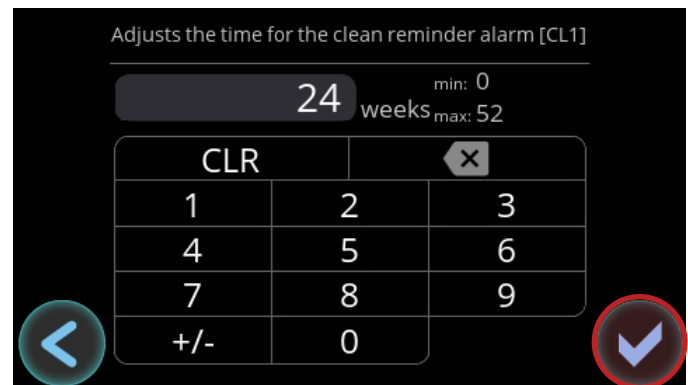 Adjusts the time for the clean reminder alarm [CL1]
24 weeks min: 0
max: 52
CLR
1 2 3
4 5 6
7 8 9
+/- 0